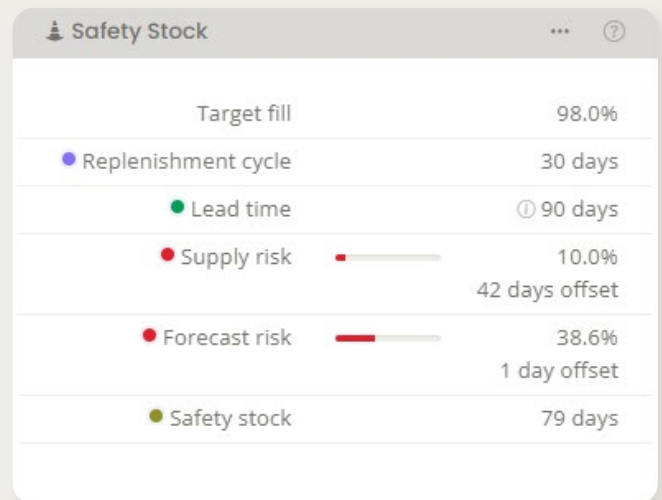 Safety Stock ... ?
Target fill 98.0%
Replenishment cycle 30 days
Lead time i 90 days
Supply risk 10.0%
42 days offset
Forecast risk 38.6%
1 day offset
Safety stock 79 days